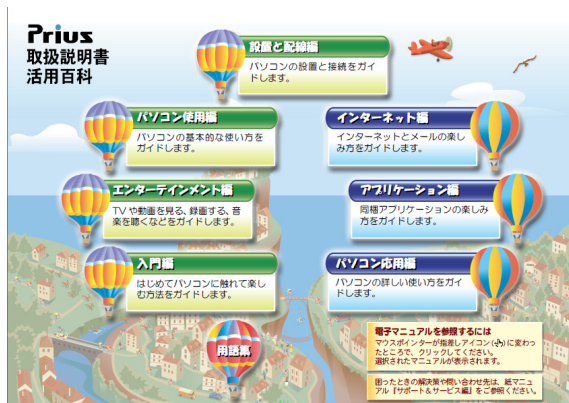 Prius
取扱説明書
活用百科
設置と配線編
パソコンの設置と接続をガイ
ドします。
パソコン使用編
パソコンの基本的な使い方を
ガイドします。
インターネット編
インターネットとメールの楽し
み方をガイドします。
エンターテインメント編
TVや動画を見る、録画する、音
楽を聴くなどをガイドします。
アプリケーション編
同梱アプリケーションの楽しみ
方をガイドします。
入門編
はじめてパソコンに触れて楽し
む方法をガイドします。
パソコン応用編
パソコンの詳しい使い方をガイ
ドします。
用語集
電子マニュアルを参照するには
マウスポインターが指差しアイコン()に変わっ
たところで、クリックしてください。
選択されたマニュアルが表示されます。
困ったときの解決策や問い合わせ先は、紙マニュ
アル『サポート&サービス編』をご参照ください。